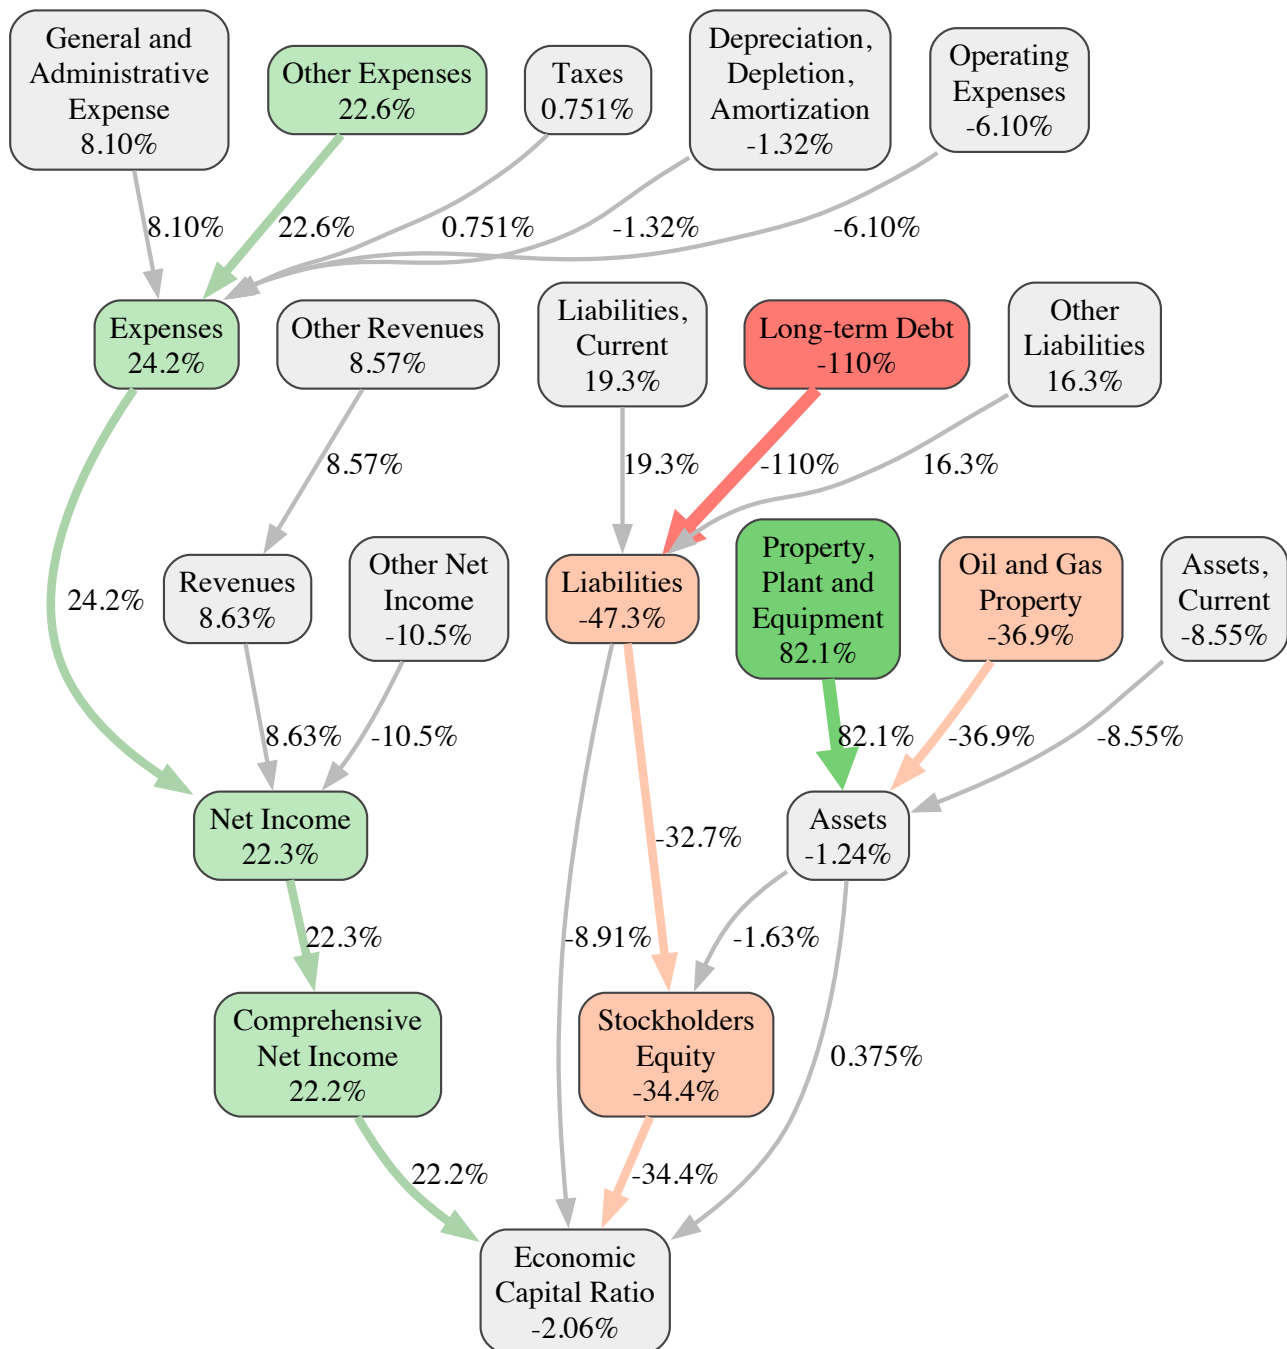 General and
Administrative
Expense
8.10%
Other Expenses
22.6%
Taxes
0.751%
Depreciation,
Depletion,
Amortization
-1.32%
Operating
Expenses
-6.10%
8.10%
22.6%
0.751%
-1.32%
-6.10%
Expenses
24.2%
Other Revenues
8.57%
Liabilities,
Current
19.3%
Long-term Debt
-110%
Other
Liabilities
16.3%
8.57%
19.3%
-110%
16.3%
24.2%
Revenues
8.63%
Other Net
Income
-10.5%
Liabilities
-47.3%
Property,
Plant and
Equipment
82.1%
Oil and Gas
Property
-36.9%
Assets,
Current
-8.55%
8.63%
-10.5%
82.1%
-36.9%
-8.55%
Net Income
22.3%
-32.7%
Assets
-1.24%
22.3%
-8.91%
-1.63%
Comprehensive
Net Income
22.2%
Stockholders
Equity
-34.4%
0.375%
22.2%
-34.4%
Economic
Capital Ratio
-2.06%